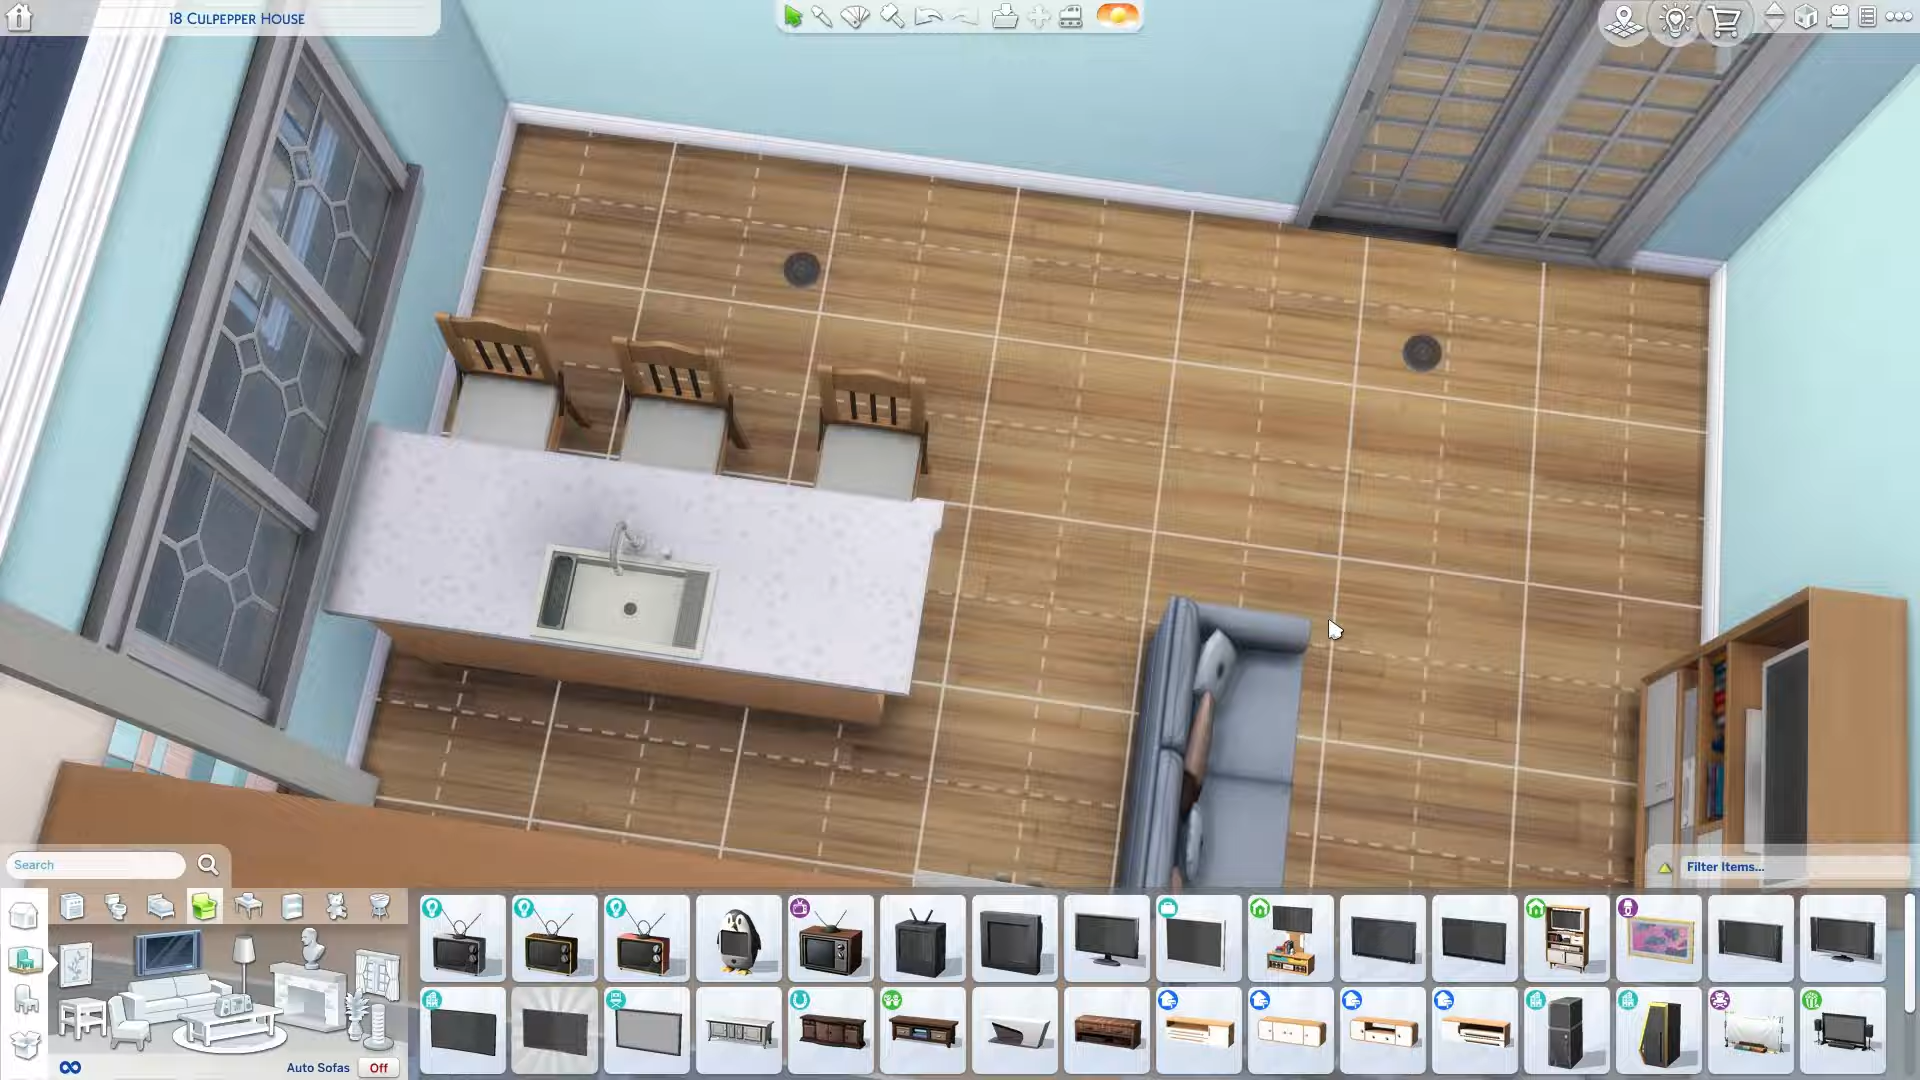 18 CULPEPPER HOUSE
Search
Filter Items...
Auto Sofas
Off